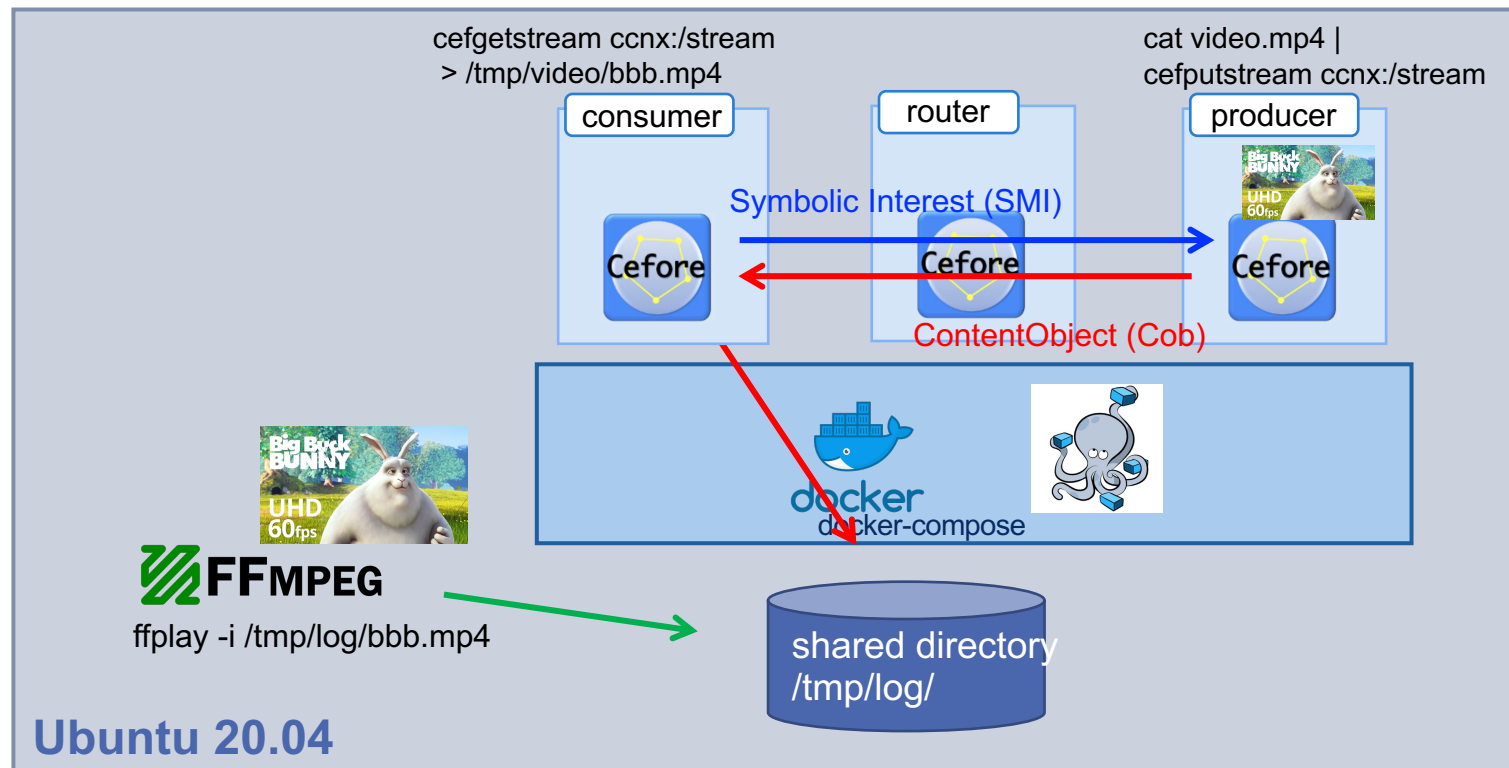 cefgetstream ccnx:/stream
> /tmp/video/bbb.mp4
cat video.mp4 |
cefputstream ccnx:/stream
consumer
router
producer
Big Buck
BUNNY
UHD
60fps
Symbolic Interest (SMI)
Cefore
Cefore
Cefore
ContentObject (Cob)
docker
docker-compose
Big Buck
BUNNY
UHD
60fps
FFMPEG
ffplay -i /tmp/log/bbb.mp4
shared directory
/tmp/log/
Ubuntu 20.04